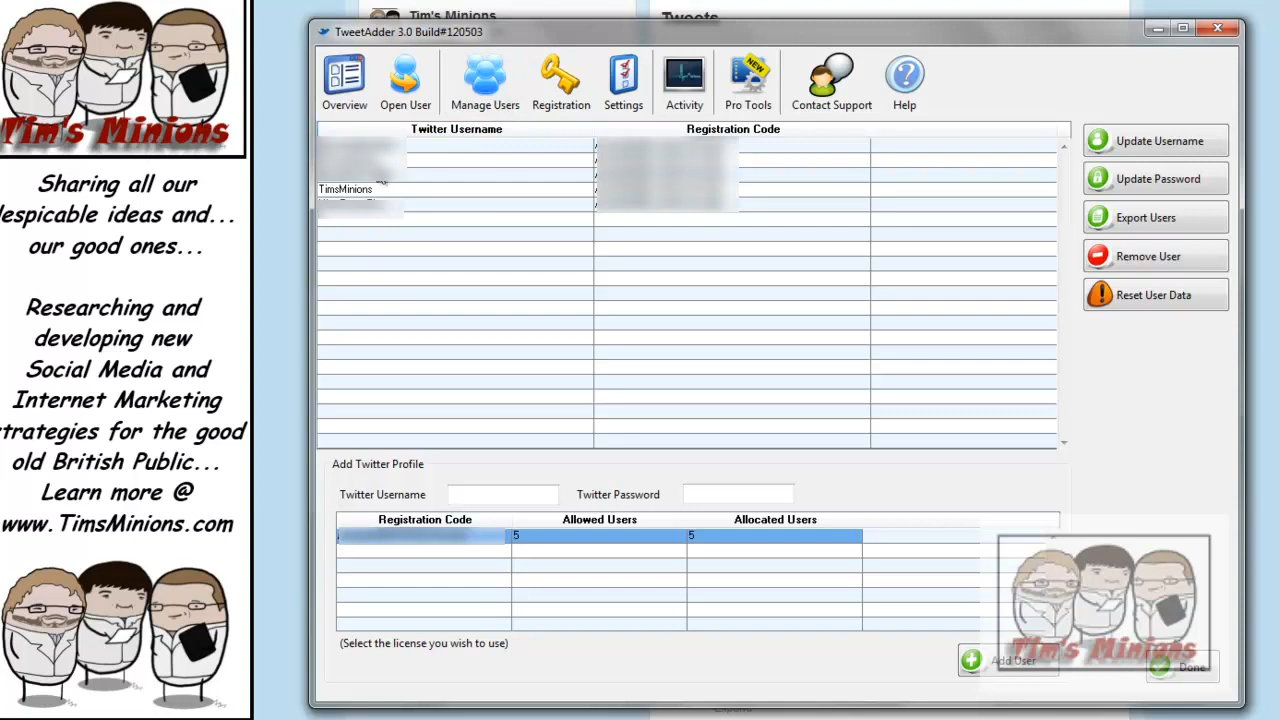 Tim's Minions
Tweets
TweetAdder 3.0 Build#120503
Overview
Open User
Manage Users
Registration
Settings
Activity
NEW
Pro Tools
Contact Support
Help
Tim's Minions
Sharing all our
lespicable ideas and...
our good ones...
Researching and
developing new
Social Media and
Internet Marketing
trategies for the good
old British Public...
Learn more @
www.TimsMinions.com
Twitter Username
Registration Code
TimsMinions
Update Username
Update Password
Export Users
Remove User
Reset User Data
Add Twitter Profile
Twitter Username
Twitter Password
Registration Code
Allowed Users
Allocated Users
5
5
(Select the license you wish to use)
Add User
Done
Tim's Minions